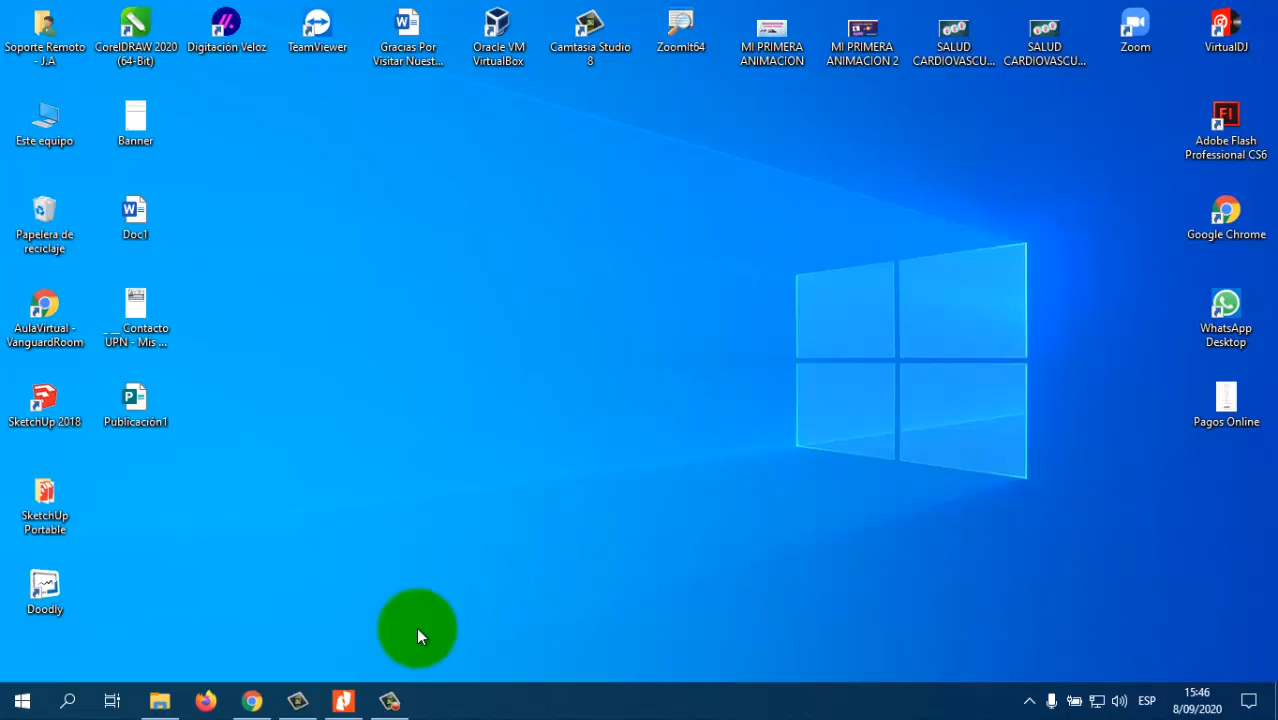 Soporte Remoto
- J.A
CorelDRAW 2020
(64-Bit)
Digitación Veloz
TeamViewer
Gracias Por
Visitar Nuest...
Oracle VM
VirtualBox
Camtasia Studio
8
ZoomIt64
MI PRIMERA
ANIMACION
MI PRIMERA
ANIMACION 2
SALUD
CARDIOVASCU...
SALUD
CARDIOVASCU...
Zoom
VirtualDJ
Este equipo
Banner
Adobe Flash
Professional CS6
Papelera de
reciclaje
Doc1
Google Chrome
AulaVirtual -
VanguardRoom
_ __ Contacto
UPN - Mis ...
WhatsApp
Desktop
SketchUp 2018
Publicación1
Pagos Online
SketchUp
Portable
Doodly
ESP
15:46
8/09/2020